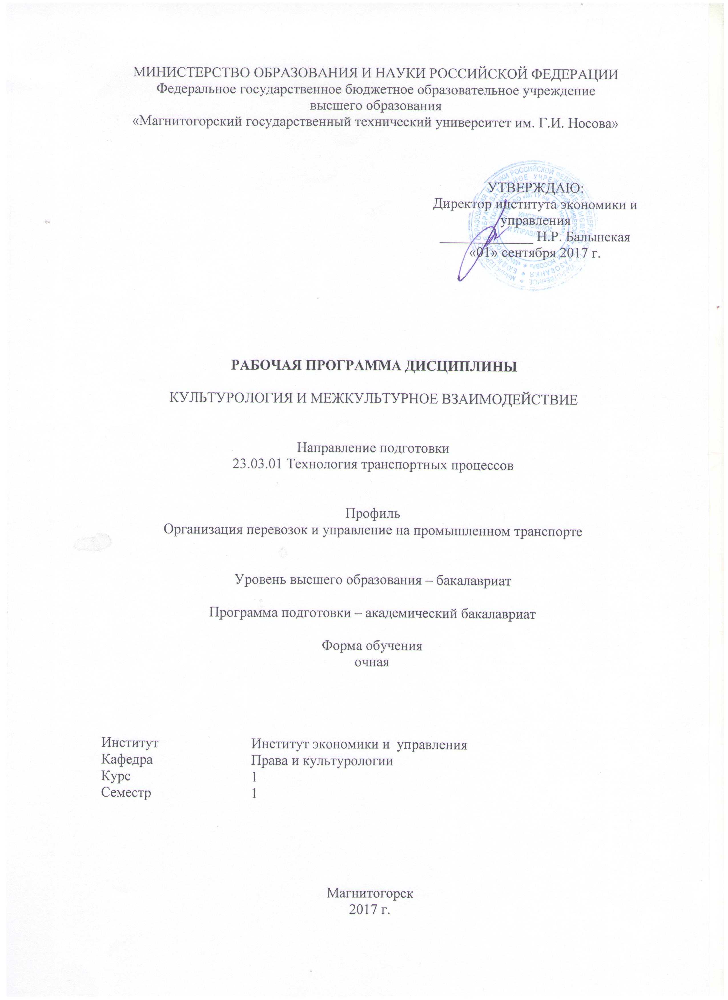 МИНИСТЕРСТВО ОБРАЗОВАНИЯ И НАУКИ РОССИЙСКОЙ ФЕДЕРАЦИИ
Федеральное государственное бюджетное образовательное учреждение
высшего образования
«Магнитогорский государственный технический университет им. Г.И. Носова»
УТВЕРЖДАЮ:
Директор института экономики и
управления
Н.Р. Балынская
«01» сентября 2017 г.
ИНСТИТУТ
ЭКОНОМИКИ
И УПРАВЛЕНИЯ
РАБОЧАЯ ПРОГРАММА ДИСЦИПЛИНЫ
КУЛЬТУРОЛОГИЯ И МЕЖКУЛЬТУРНОЕ ВЗАИМОДЕЙСТВИЕ
Направление подготовки
23.03.01 Технология транспортных процессов
Профиль
Организация перевозок и управление на промышленном транспорте
Уровень высшего образования – бакалавриат
Программа подготовки – академический бакалавриат
Форма обучения
очная
Институт Институт экономики и управления
Кафедра Права и культурологии
Курс 1
Семестр 1
Магнитогорск
2017 г.